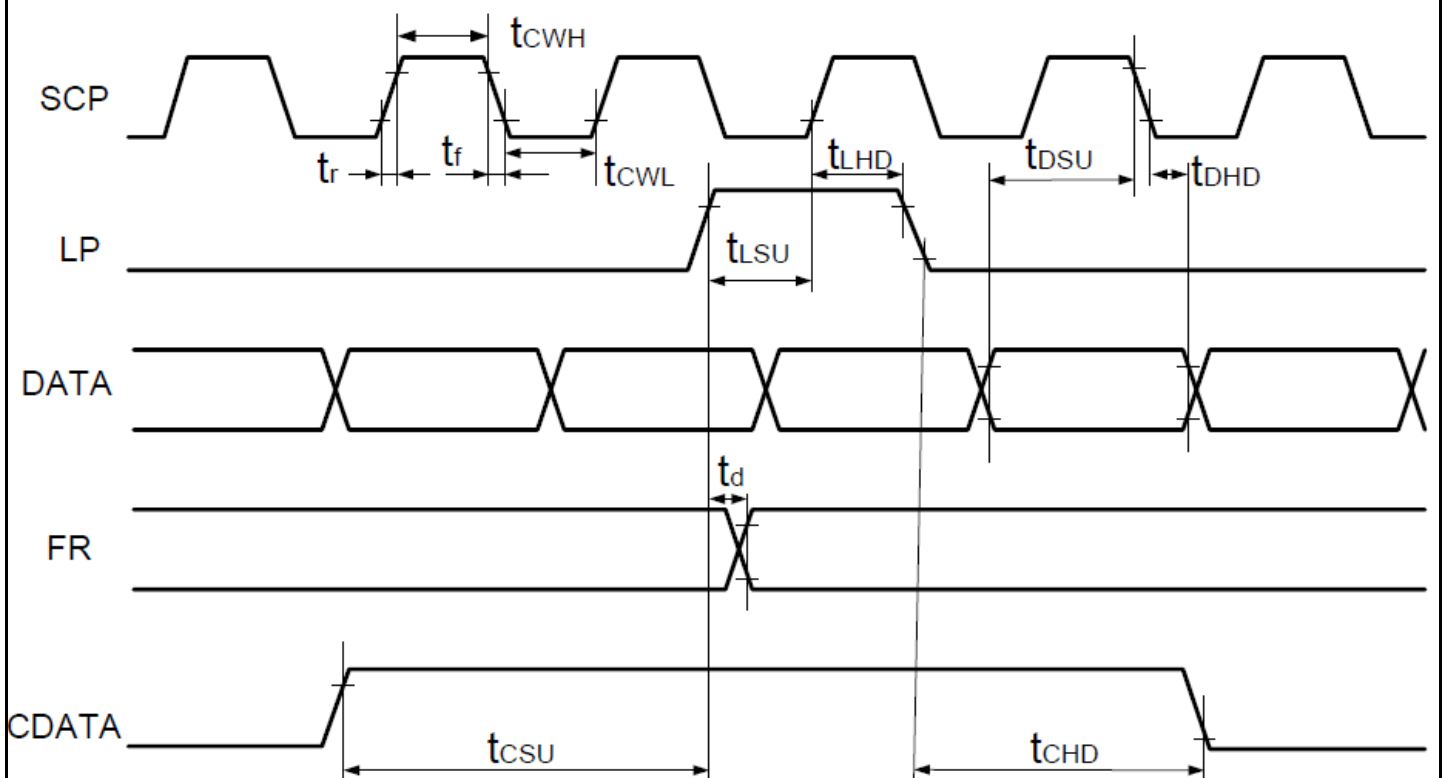 tCWH
SCP
tr
tf
tCWL
tLHD
tDSU
tDHD
LP
tLSU
DATA
td
FR
CDATA
tCSU
tCHD